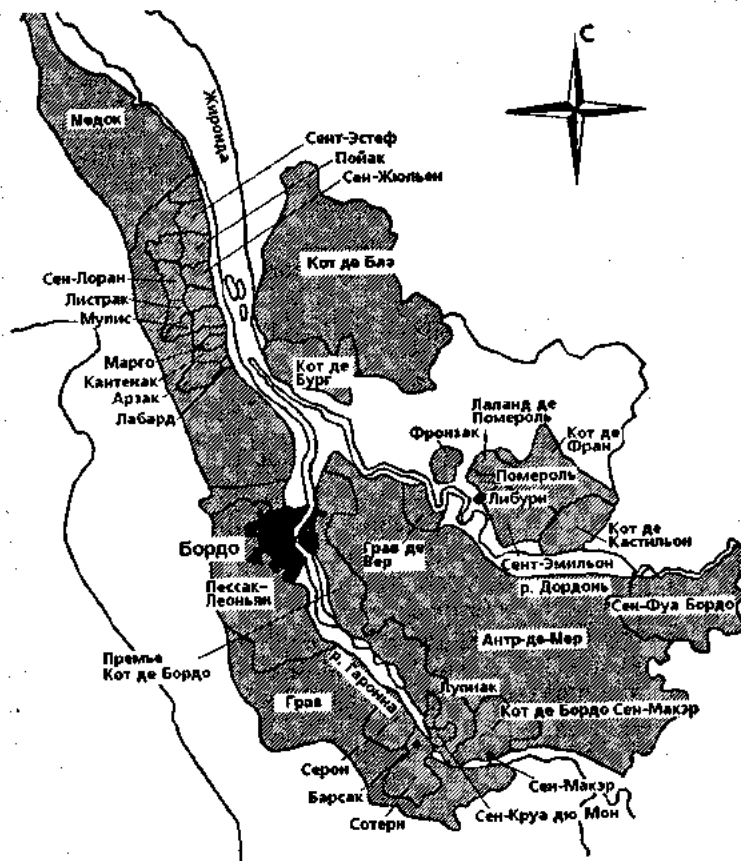 С
Жиронда
Медок
Сент-Эстеф
Пойак
Сен-Жюльен
Кот де Блэ
Сен-Лоран
Листрак
Мулис
Марго
Кантенак
Арзак
Лабард
Кот де
Бург
Лаланд де
Помероль
Фронзак
Кот де
Фран
Помероль
Либурн
Бордо
Грав де
Вер
Кот де
Кастильон
Сент-Эмильон
р. Дордонь
Пессак-
Леоньян
Сен-Фуа Бордо
Антр-де-Мер
Премье
Кот де Бордо
р. Гаронна
Лупиак
Грав
Кот де Бордо Сен-Макэр
Серон
Барсак
Сотерн
Сен-Макэр
Сен-Круа дю Мон